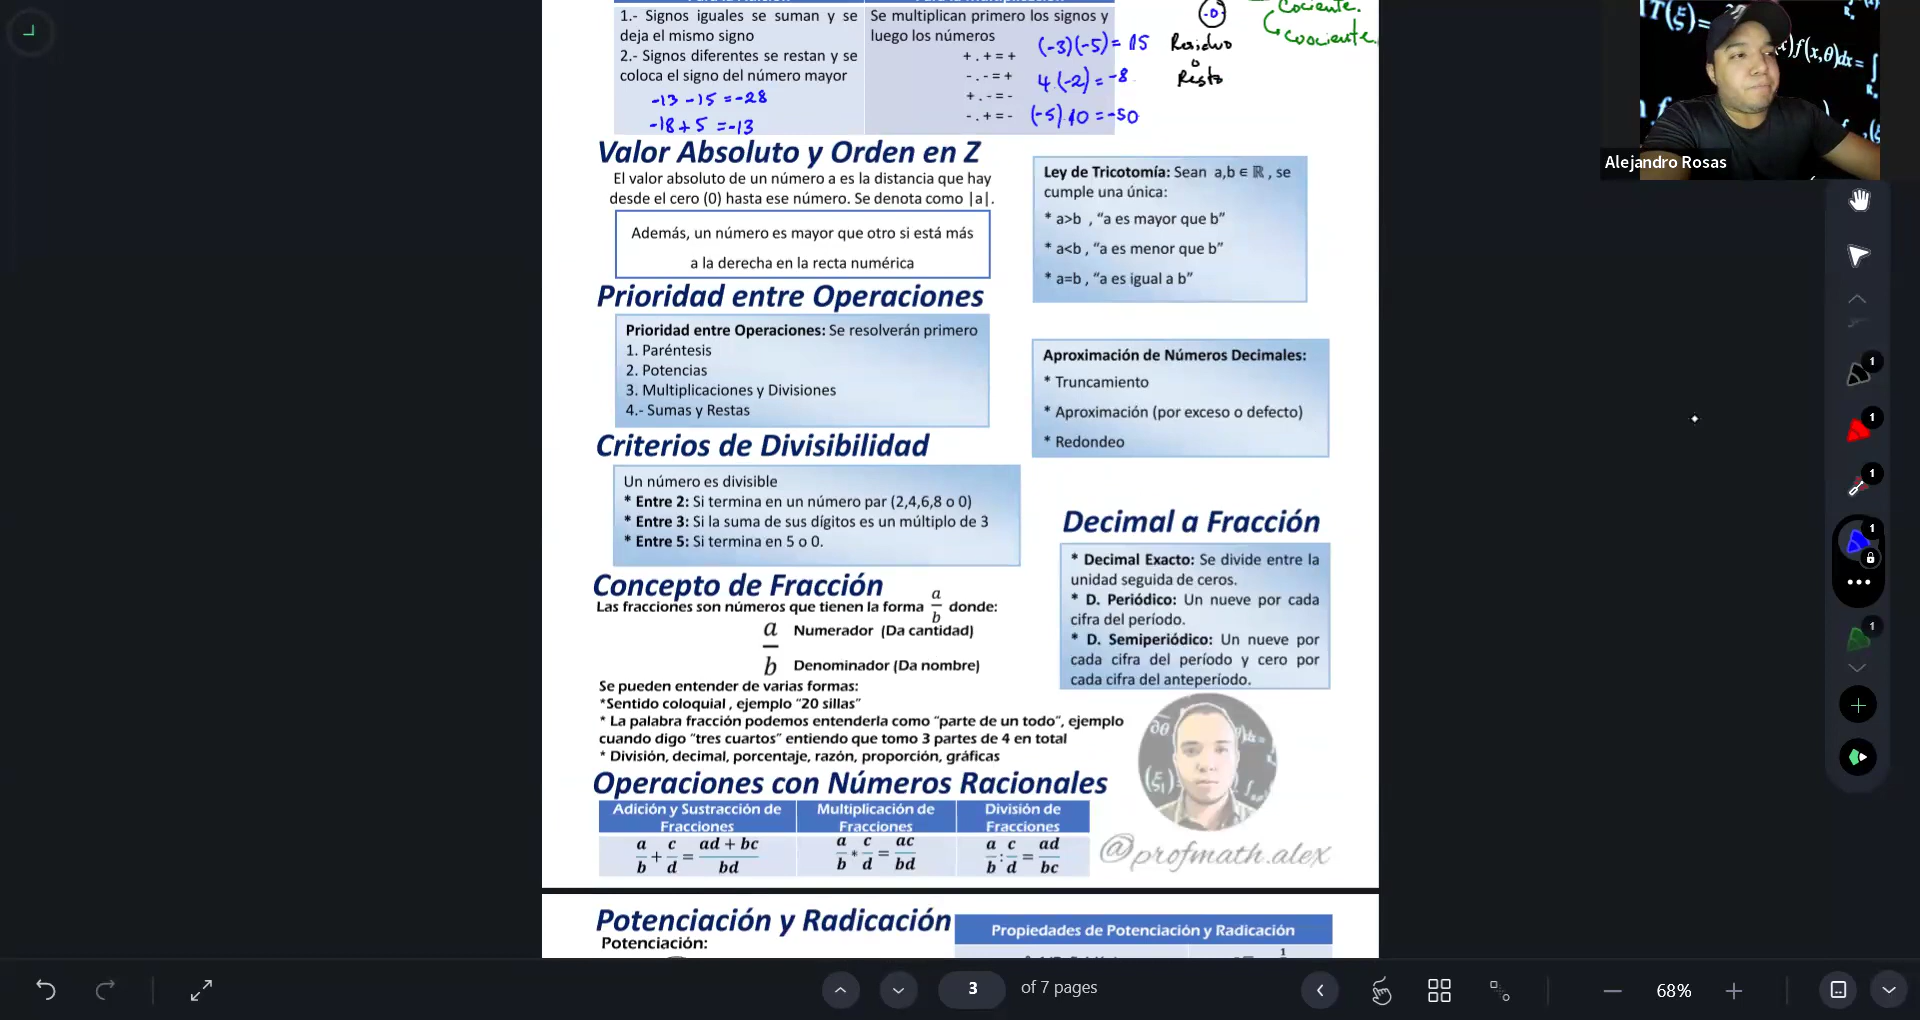 1.- Signos iguales se suman y se
deja el mismo signo
2.- Signos diferentes se restan y se
coloca el signo del número mayor
-13 -15 = -28
-18 + 5 = -13
Se multiplican primero los signos y
luego los números
+ . + = +
- . - = +
+ . - = -
- . + = -
(-3)(-5) = 15
4.(-2) = -8
(-5).10 = -50
-0-
Residuo
o
Resto
Cociente.
Cuociente.
Valor Absoluto y Orden en Z
El valor absoluto de un número a es la distancia que hay
desde el cero (0) hasta ese número. Se denota como |a|.
Además, un número es mayor que otro si está más
a la derecha en la recta numérica
Ley de Tricotomía: Sean a,b ∈ ℝ , se
cumple una única:
* a>b , “a es mayor que b”
* a<b , “a es menor que b”
* a=b , “a es igual a b”
Prioridad entre Operaciones
Prioridad entre Operaciones: Se resolverán primero
1. Paréntesis
2. Potencias
3. Multiplicaciones y Divisiones
4.- Sumas y Restas
Aproximación de Números Decimales:
* Truncamiento
* Aproximación (por exceso o defecto)
* Redondeo
Criterios de Divisibilidad
Un número es divisible
* Entre 2: Si termina en un número par (2,4,6,8 o 0)
* Entre 3: Si la suma de sus dígitos es un múltiplo de 3
* Entre 5: Si termina en 5 o 0.
Decimal a Fracción
* Decimal Exacto: Se divide entre la
unidad seguida de ceros.
* D. Periódico: Un nueve por cada
cifra del período.
* D. Semiperiódico: Un nueve por
cada cifra del período y cero por
cada cifra del anteperíodo.
Concepto de Fracción
Las fracciones son números que tienen la forma a/b donde:
a Numerador (Da cantidad)
b Denominador (Da nombre)
Se pueden entender de varias formas:
*Sentido coloquial , ejemplo “20 sillas”
* La palabra fracción podemos entenderla como “parte de un todo”, ejemplo
cuando digo “tres cuartos” entiendo que tomo 3 partes de 4 en total
* División, decimal, porcentaje, razón, proporción, gráficas
Operaciones con Números Racionales
Adición y Sustracción de
Fracciones
Multiplicación de
Fracciones
División de
Fracciones
a/b + c/d = ad + bc/bd
a/b * c/d = ac/bd
a/b : c/d = ad/bc
@profmath.alex
Potenciación y Radicación
Potenciación:
Propiedades de Potenciación y Radicación
Alejandro Rosas
f(x,θ)dx = ∫
1
1
1
1
1
3
of 7 pages
68%